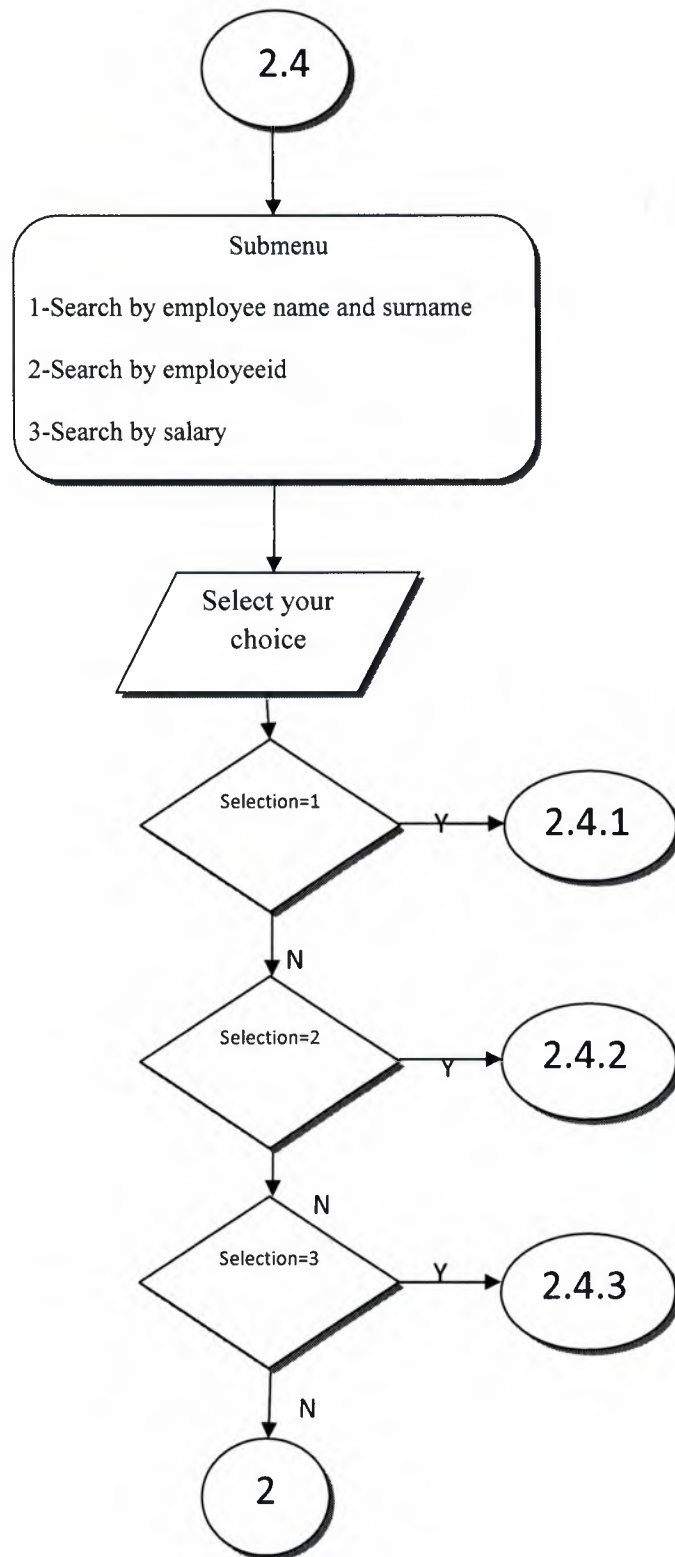 2.4
Submenu
1-Search by employee name and surname
2-Search by employeeid
3-Search by salary
Select your
choice
Selection=1
Y
2.4.1
N
Selection=2
Y
2.4.2
N
Selection=3
Y
2.4.3
N
2